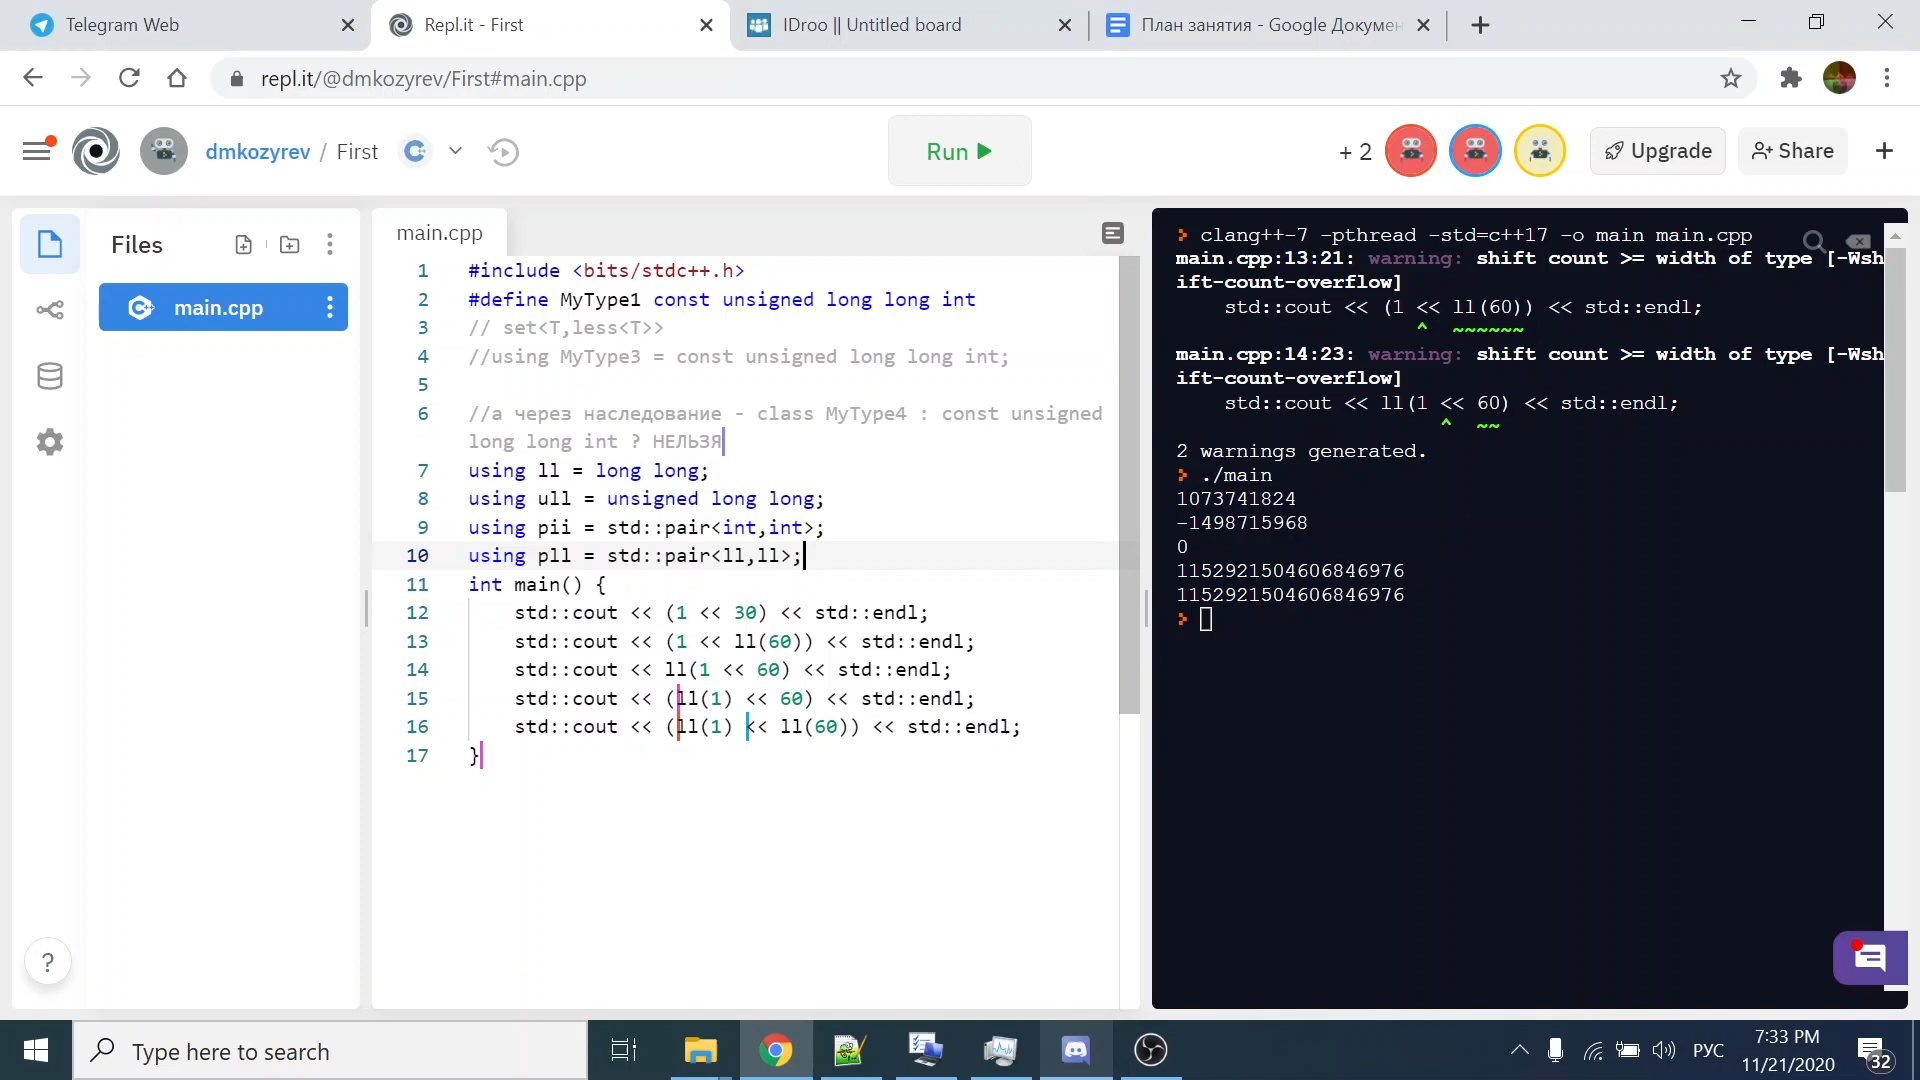 Telegram Web
Repl.it - First
IDroo || Untitled board
План занятия - Google Докумен
repl.it/@dmkozyrev/First#main.cpp
dmkozyrev / First
Run
+ 2
Upgrade
Share
Files
main.cpp
main.cpp
1 #include <bits/stdc++.h>
2 #define MyType1 const unsigned long long int
3 // set<T,less<T>>
4 //using MyType3 = const unsigned long long int;
5
6 //а через наследование - class MyType4 : const unsigned
long long int ? НЕЛЬЗЯ
7 using ll = long long;
8 using ull = unsigned long long;
9 using pii = std::pair<int,int>;
10 using pll = std::pair<ll,ll>;
11 int main() {
12 std::cout << (1 << 30) << std::endl;
13 std::cout << (1 << ll(60)) << std::endl;
14 std::cout << ll(1 << 60) << std::endl;
15 std::cout << (ll(1) << 60) << std::endl;
16 std::cout << (ll(1) << ll(60)) << std::endl;
17 }
clang++-7 -pthread -std=c++17 -o main main.cpp
main.cpp:13:21: warning: shift count >= width of type [-Wsh
ift-count-overflow]
std::cout << (1 << ll(60)) << std::endl;
^ ~~~~~~
main.cpp:14:23: warning: shift count >= width of type [-Wsh
ift-count-overflow]
std::cout << ll(1 << 60) << std::endl;
^ ~~
2 warnings generated.
./main
1073741824
-1498715968
0
1152921504606846976
1152921504606846976
?
Type here to search
РУС
7:33 PM
11/21/2020
32